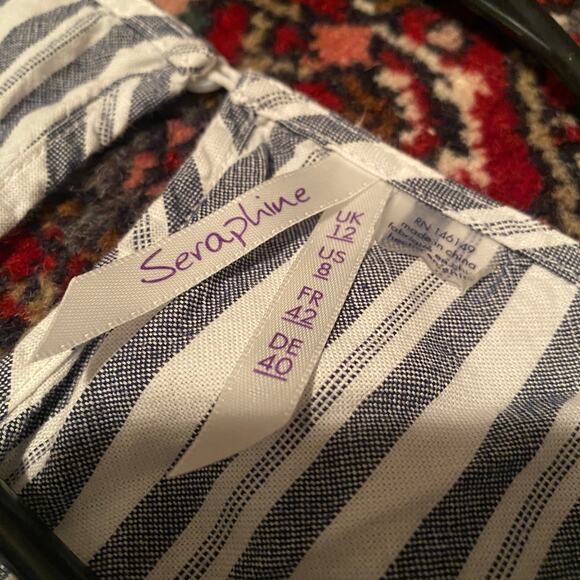 Seraphine
UK
12
US
8
FR
42
DE
40
RN 146149
made in china